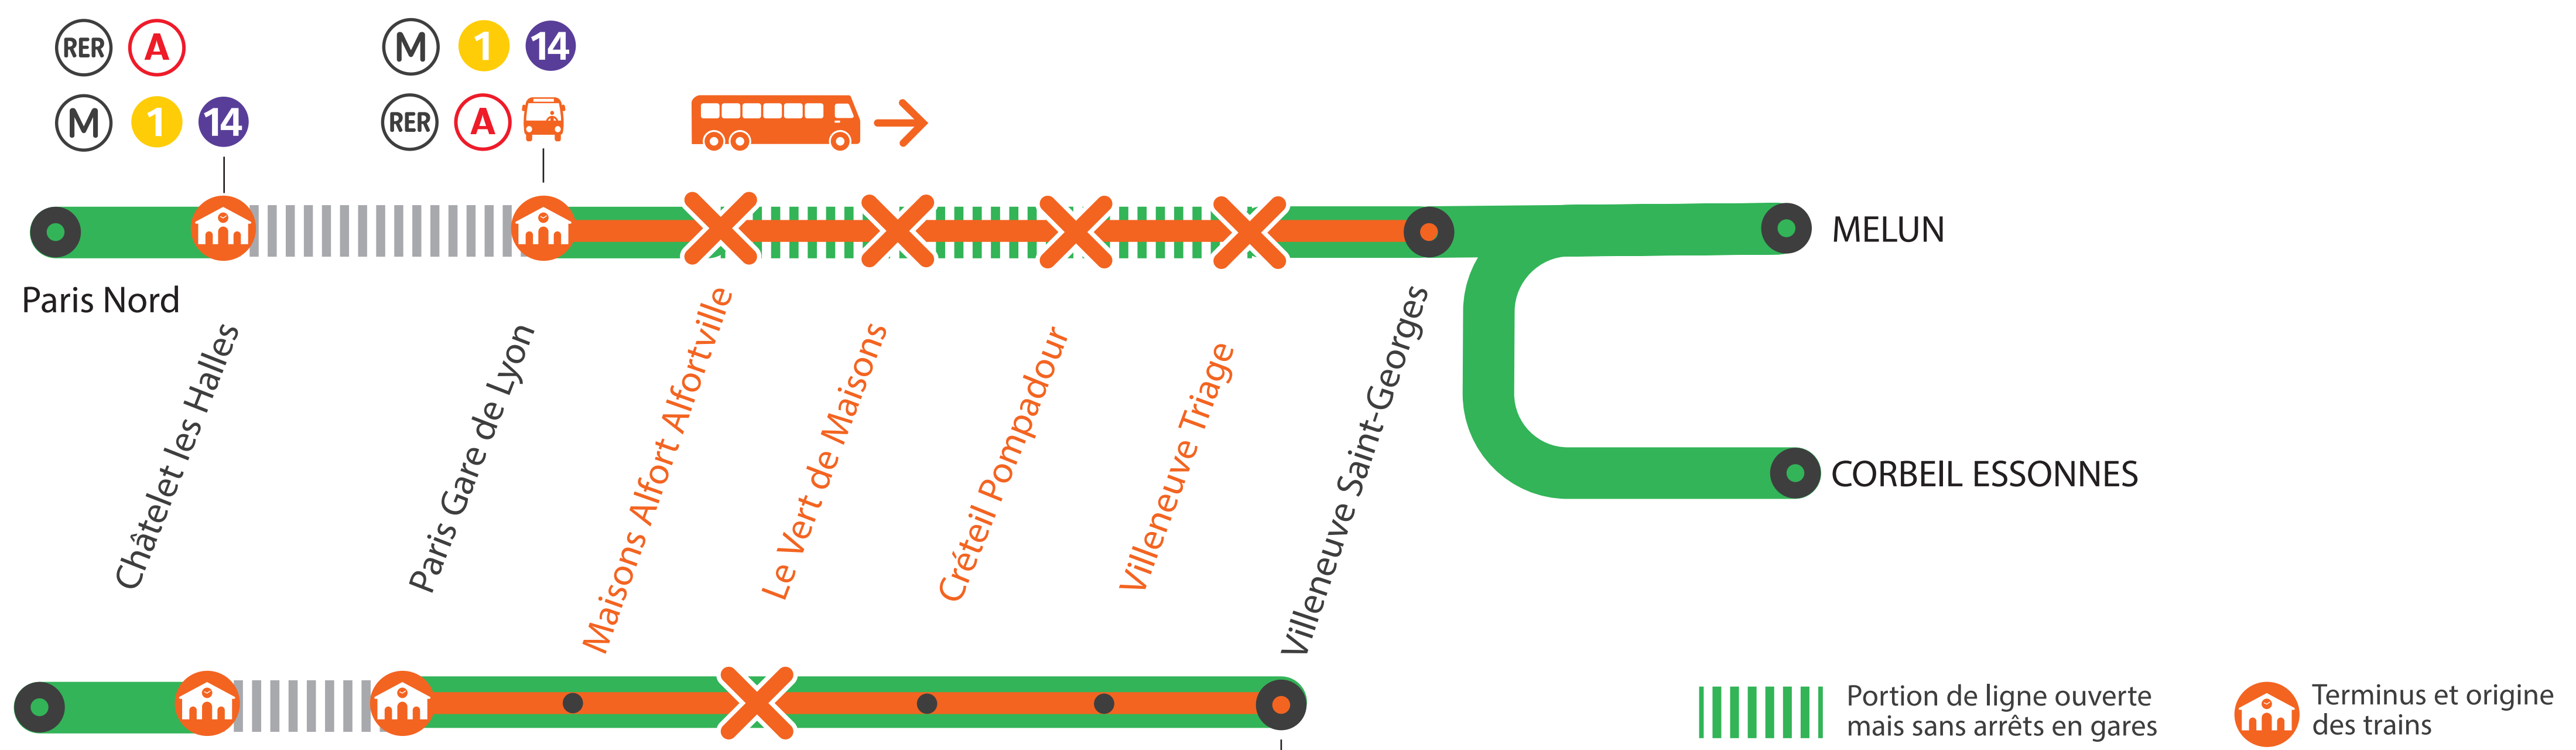 RER A
M 1 14
M 1 14
RER A
MELUN
Paris Nord
Châtelet les Halles
Paris Gare de Lyon
Maisons Alfort Alfortville
Le Vert de Maisons
Créteil Pompadour
Villeneuve Triage
Villeneuve Saint-Georges
CORBEIL ESSONNES
Portion de ligne ouverte
mais sans arrêts en gares
Terminus et origine
des trains